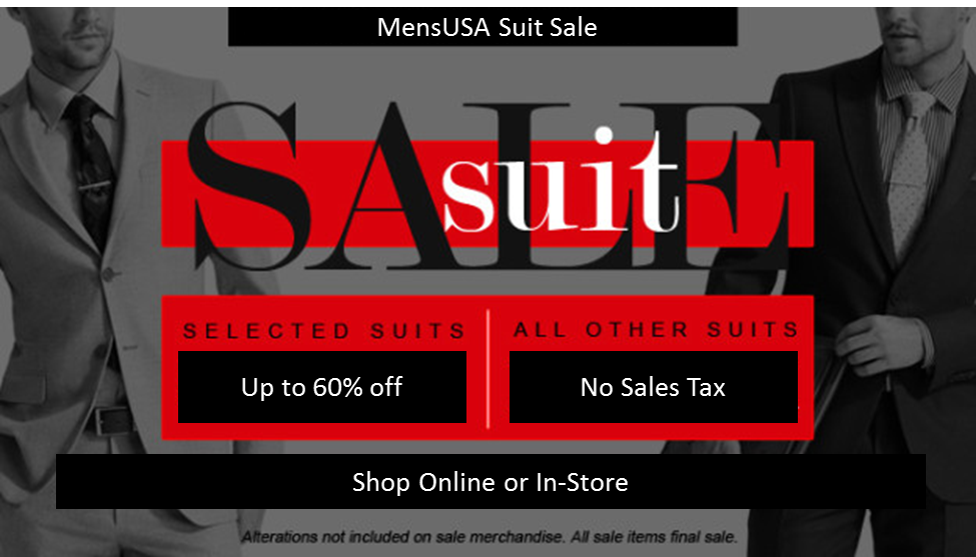 MensUSA Suit Sale
SALE
suit
SELECTED SUITS
ALL OTHER SUITS
Up to 60% off
No Sales Tax
Shop Online or In-Store
Alterations not included on sale merchandise. All sale items final sale.